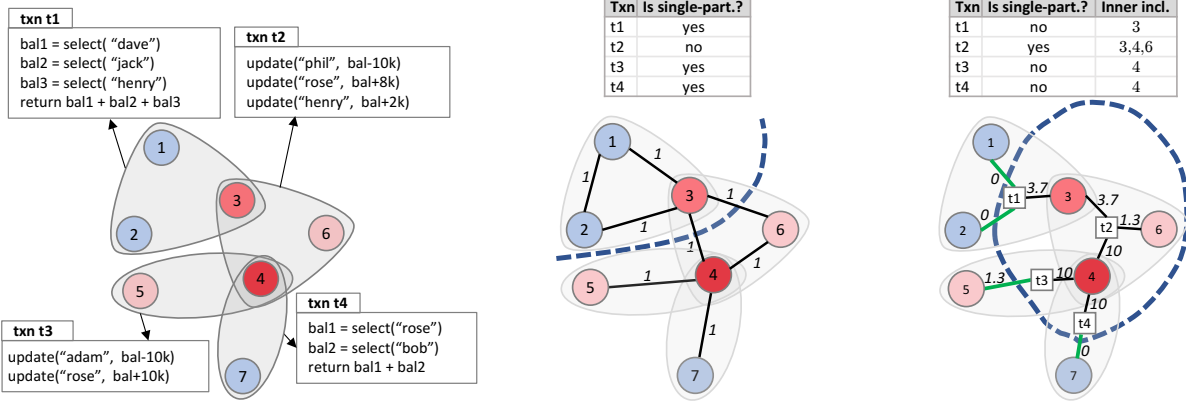 txn t1
bal1 = select( “dave”)
bal2 = select( “jack”)
bal3 = select( “henry”)
return bal1 + bal2 + bal3
txn t2
update(“phil”, bal-10k)
update(“rose”, bal+8k)
update(“henry”, bal+2k)
1
2
3
6
5
4
7
txn t3
update(“adam”, bal-10k)
update(“rose”, bal+10k)
txn t4
bal1 = select(“rose”)
bal2 = select(“bob”)
return bal1 + bal2
Txn Is single-part.?
t1 yes
t2 no
t3 yes
t4 yes
1
1
1
3
1
2
1
6
1
1
4
5
1
1
7
Txn Is single-part.? Inner incl.
t1 no 3
t2 yes 3,4,6
t3 no 4
t4 no 4
1
0
t1
3.7
3
3.7
0
2
t2
1.3
6
10
5
1.3
t3
10
4
10
t4
0
7